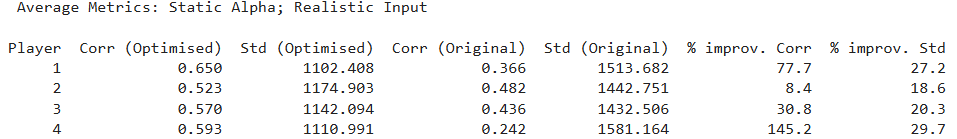 Average Metrics: Static Alpha; Realistic Input
Player Corr (Optimised) Std (Optimised) Corr (Original) Std (Original) % improv. Corr % improv. Std
1 0.650 1102.408 0.366 1513.682 77.7 27.2
2 0.523 1174.903 0.482 1442.751 8.4 18.6
3 0.570 1142.094 0.436 1432.506 30.8 20.3
4 0.593 1110.991 0.242 1581.164 145.2 29.7